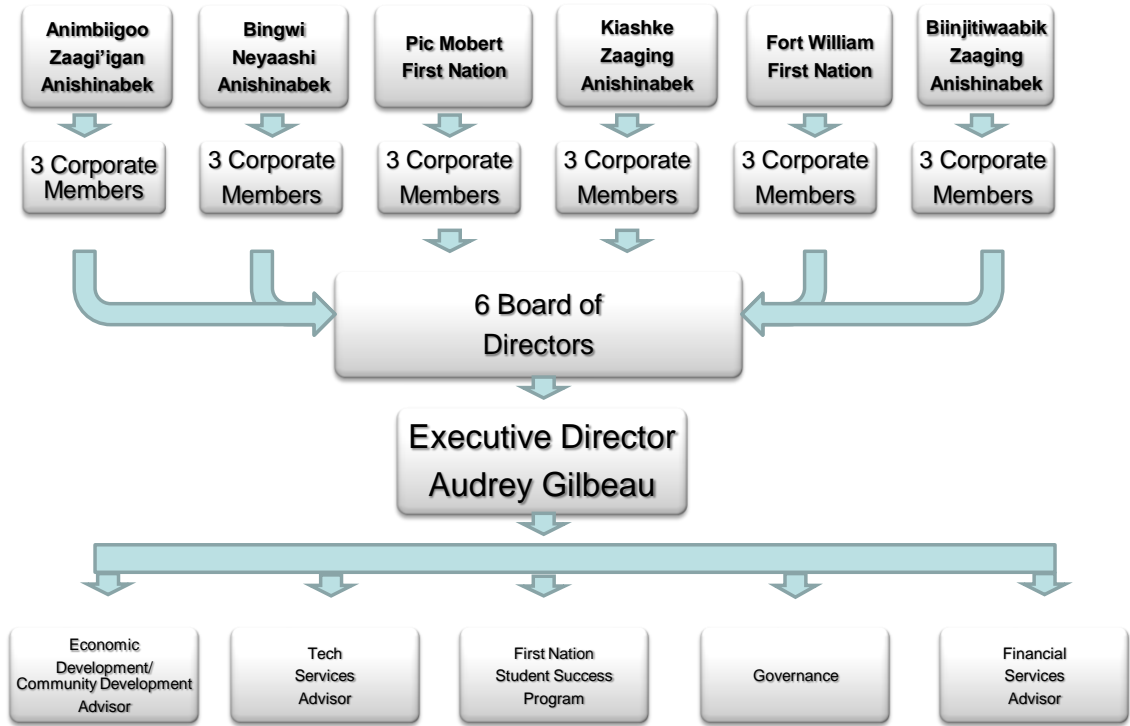 Animbiigoo
Zaagi’igan
Anishinabek
Bingwi
Neyaashi
Anishinabek
Pic Mobert
First Nation
Kiashke
Zaaging
Anishinabek
Fort William
First Nation
Biinjitiwaabik
Zaaging
Anishinabek
3 Corporate
Members
3 Corporate
Members
3 Corporate
Members
3 Corporate
Members
3 Corporate
Members
3 Corporate
Members
6 Board of
Directors
Executive Director
Audrey Gilbeau
Economic
Development/
Community Development
Advisor
Tech
Services
Advisor
First Nation
Student Success
Program
Governance
Financial
Services
Advisor